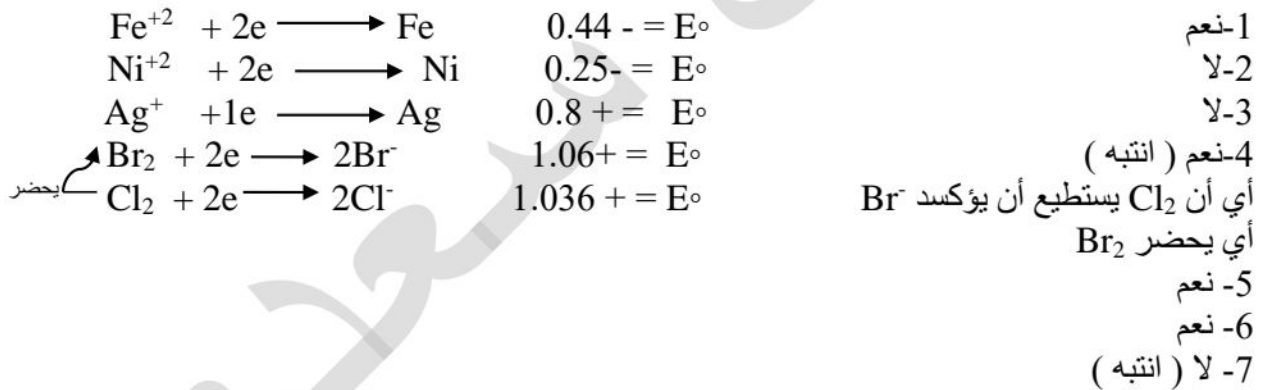 Fe⁺² + 2e ⟶ Fe 0.44 - = E° 1-نعم
Ni⁺² + 2e ⟶ Ni 0.25- = E° 2-لا
Ag⁺ +1e ⟶ Ag 0.8 + = E° 3-لا
Br₂ + 2e ⟶ 2Br⁻ 1.06+ = E° 4-نعم ( انتبه )
يحضر Cl₂ + 2e ⟶ 2Cl⁻ 1.036 + = E° أي أن Cl₂ يستطيع أن يؤكسد Br⁻
أي يحضر Br₂
5- نعم
6- نعم
7- لا ( انتبه )